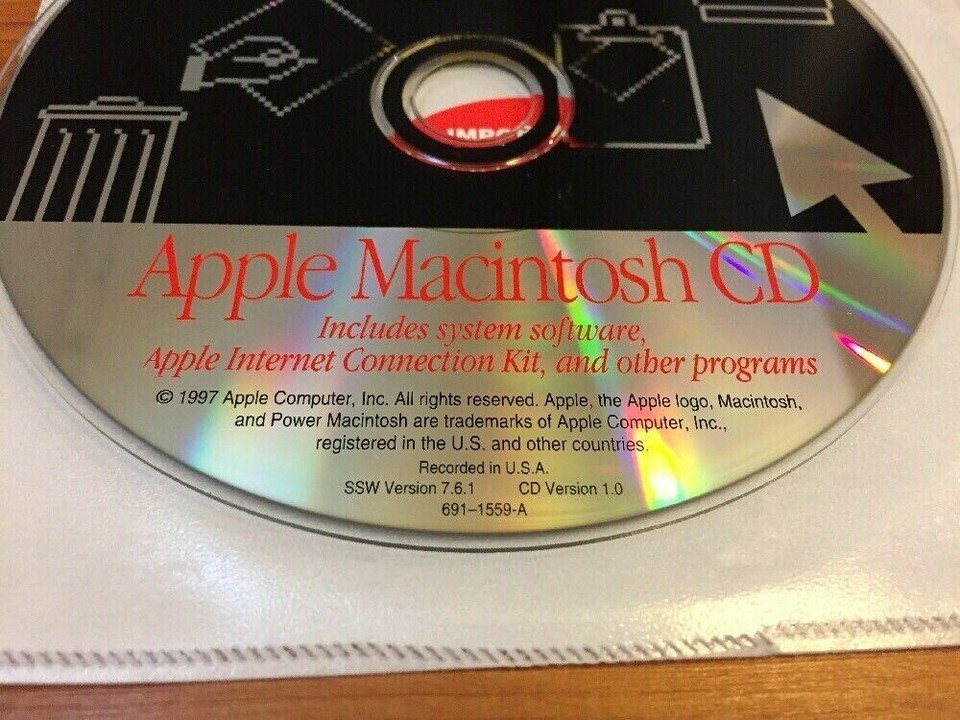 Apple Macintosh CD
Includes system software,
Apple Internet Connection Kit, and other programs
© 1997 Apple Computer, Inc. All rights reserved. Apple, the Apple logo, Macintosh,
and Power Macintosh are trademarks of Apple Computer, Inc.,
registered in the U.S. and other countries.
Recorded in U.S.A.
SSW Version 7.6.1 CD Version 1.0
691–1559-A